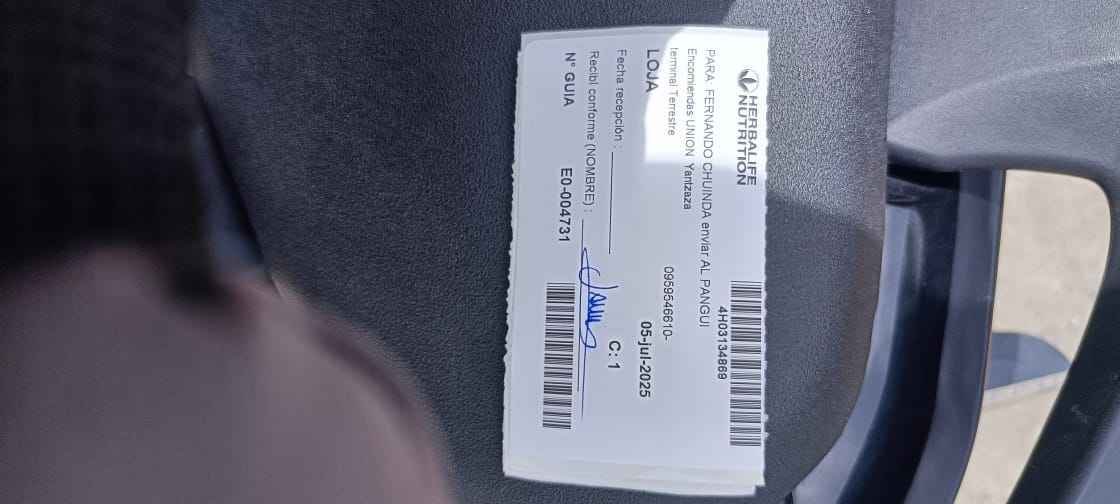 HERBALIFE
NUTRITION
4H03134869
PARA FERNANDO CHUINDA enviar AL PANGUI
Encomiendas UNION Yantzaza
terminal Terrestre 0959546610-
LOJA 05-jul-2025
Fecha recepción : C: 1
Recibí conforme (NOMBRE) :
N° GUIA E0-004731